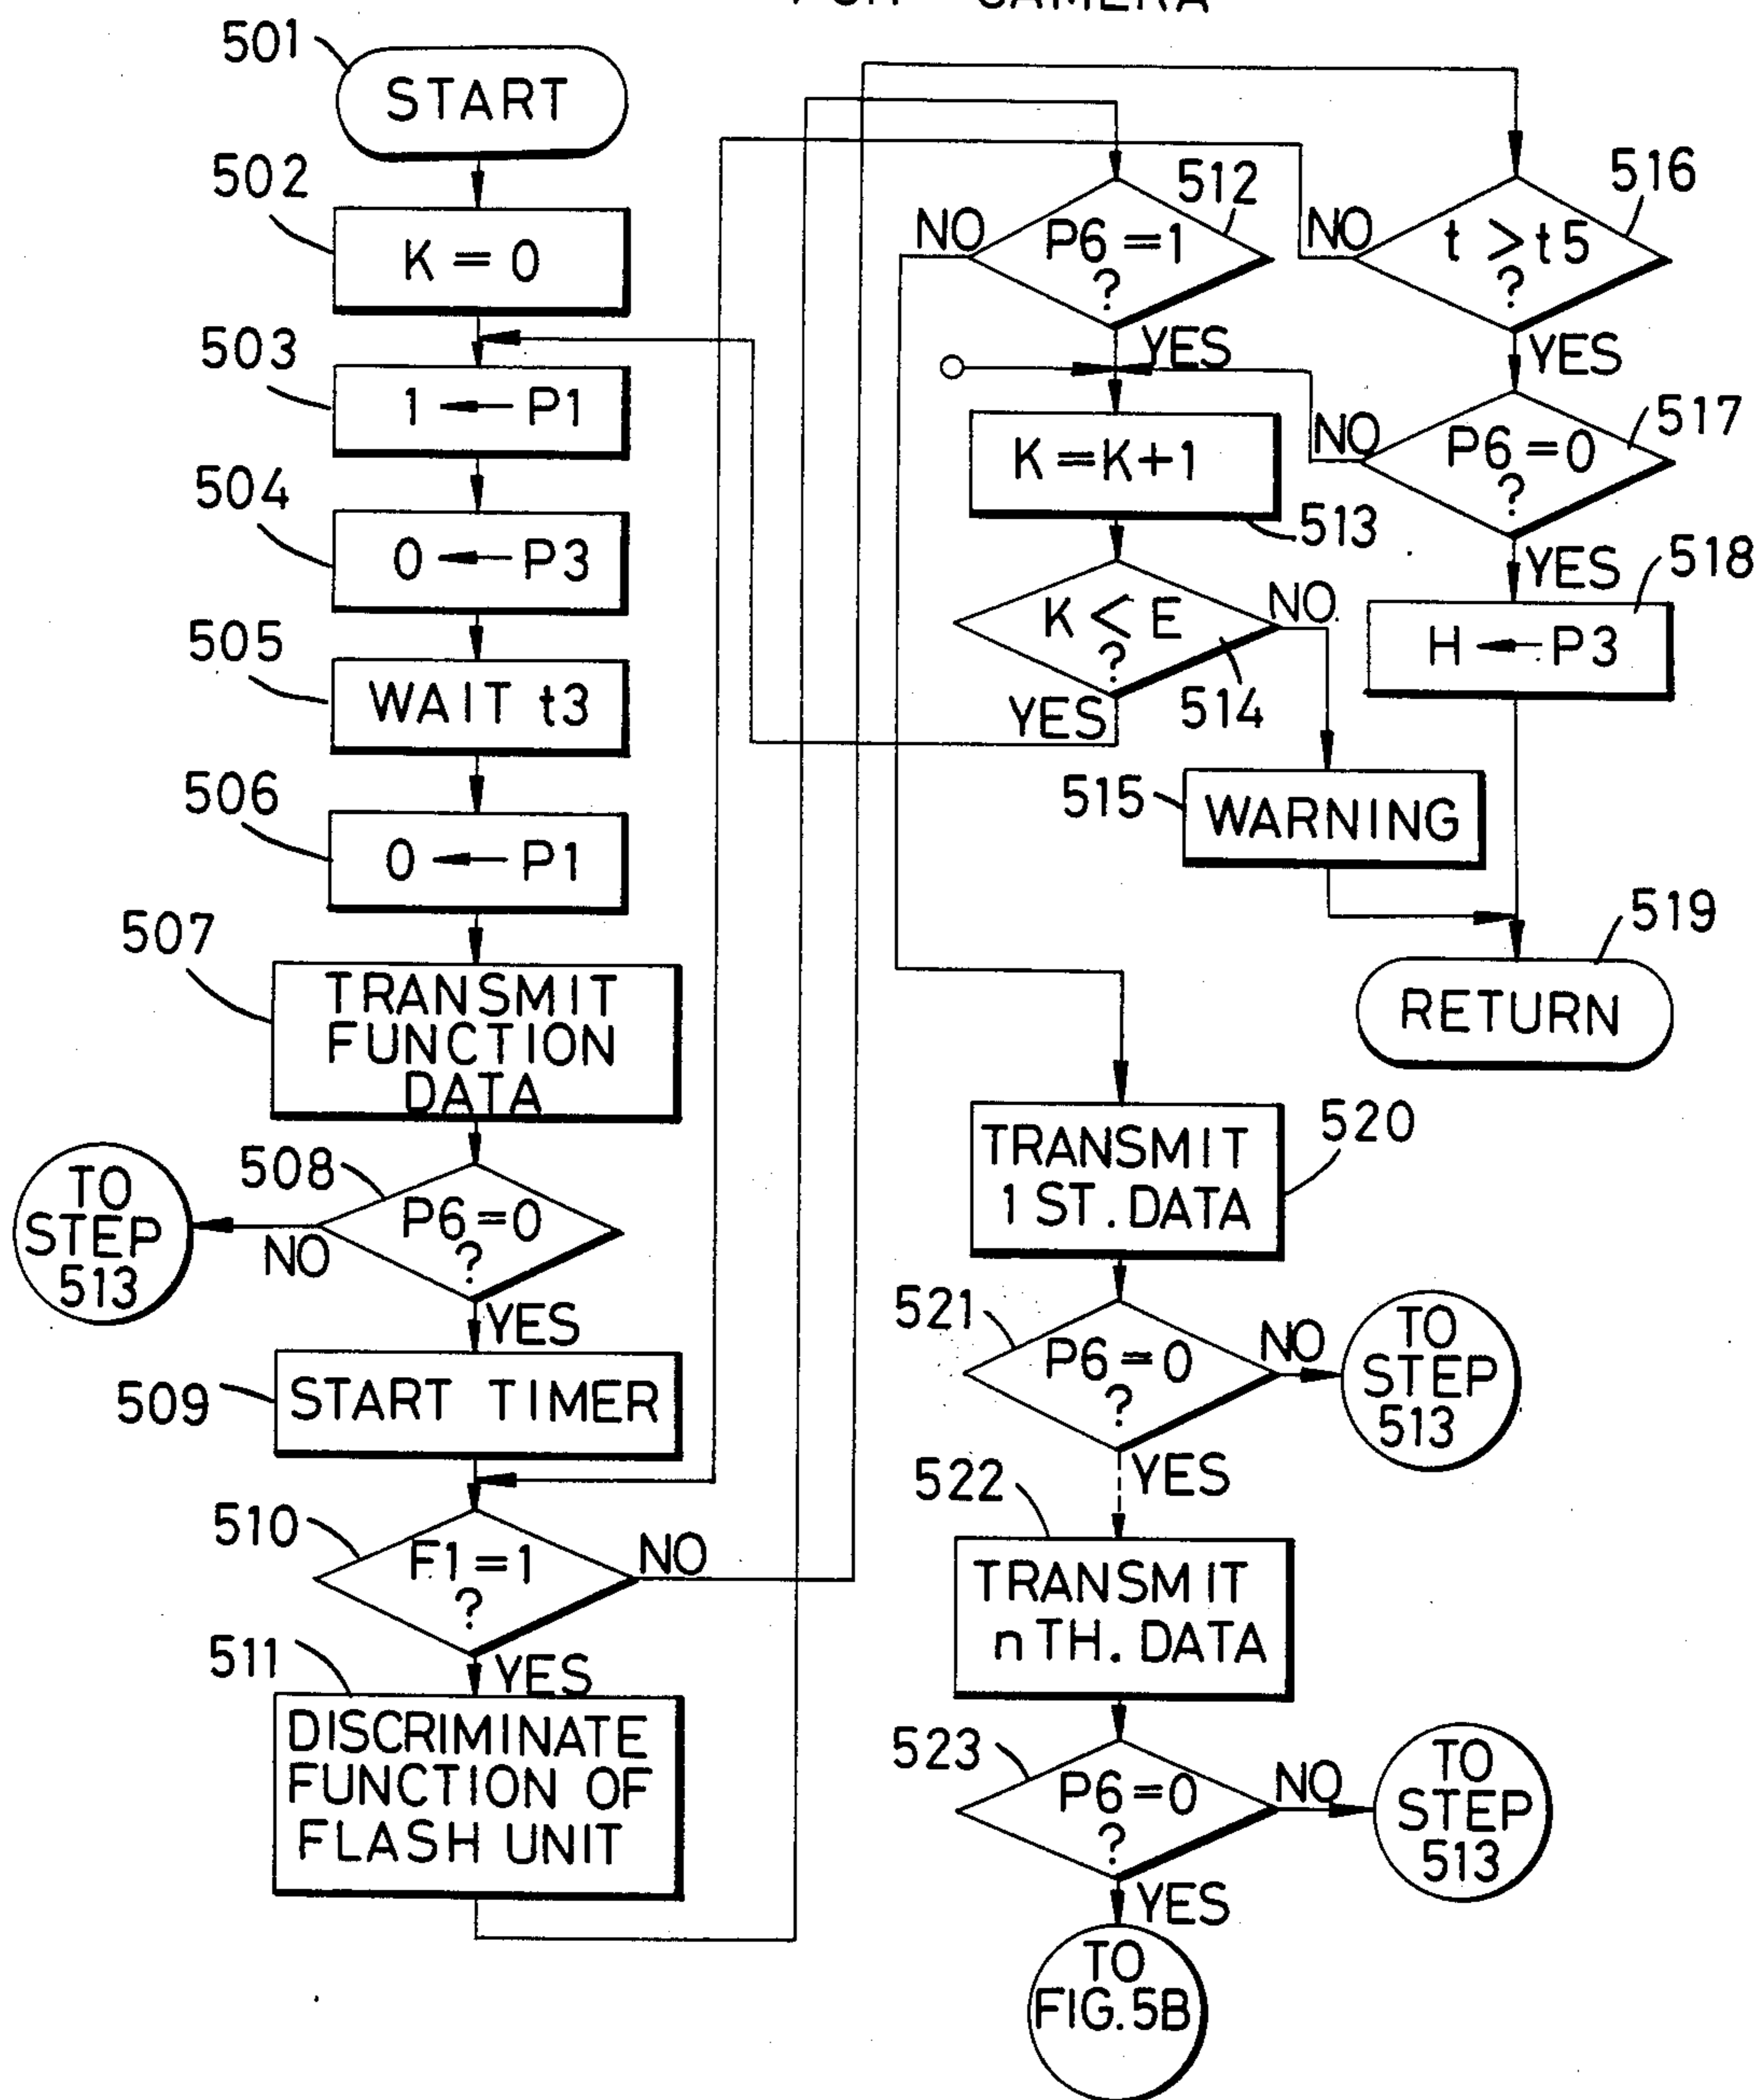 FOR CAMERA
501
START
502
K = 0
503
1 ← P1
504
0 ← P3
505
WAIT t3
506
0 ← P1
507
TRANSMIT
FUNCTION
DATA
508
P6 = 0
?
NO
TO
STEP
513
YES
509
START TIMER
510
F1 = 1
?
NO
YES
511
DISCRIMINATE
FUNCTION OF
FLASH UNIT
512
P6 = 1
?
NO
YES
K = K+1
513
K < E
?
NO
514
YES
515
WARNING
516
t > t5
?
NO
YES
517
P6 = 0
?
NO
YES
518
H ← P3
519
RETURN
520
TRANSMIT
1 ST. DATA
521
P6 = 0
?
NO
TO
STEP
513
YES
522
TRANSMIT
n TH. DATA
523
P6 = 0
?
NO
TO
STEP
513
YES
TO
FIG. 5B